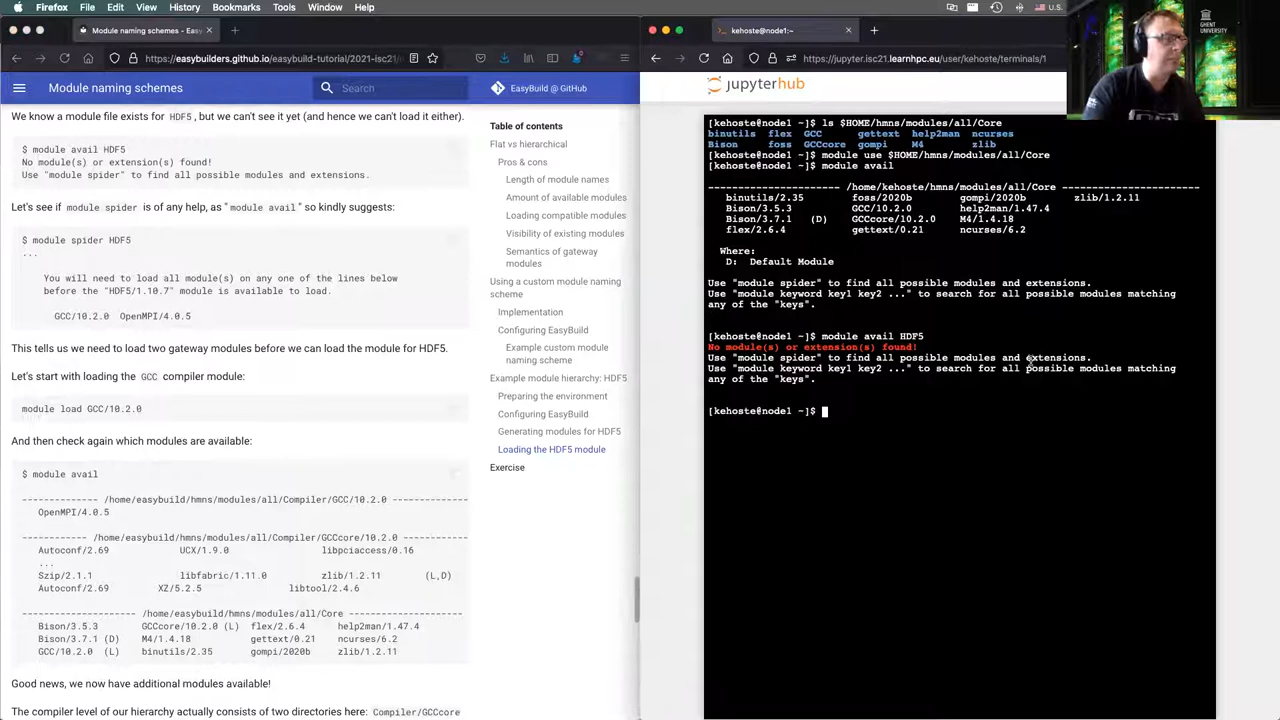 Firefox File Edit View History Bookmarks Tools Window Help
Module naming schemes - Easy
kehoste@node1:~
https://easybuilders.github.io/easybuild-tutorial/2021-isc21/
https://jupyter.isc21.learnhpc.eu/user/kehoste/terminals/1
GHENT
UNIVERSITY
Module naming schemes
Search
EasyBuild @ GitHub
jupyterhub
We know a module file exists for HDF5 , but we can't see it yet (and hence we can't load it either).
$ module avail HDF5
No module(s) or extension(s) found!
Use "module spider" to find all possible modules and extensions.
Let's see if module spider is of any help, as "module avail" so kindly suggests:
$ module spider HDF5
You will need to load all module(s) on any one of the lines below
before the "HDF5/1.10.7" module is available to load.
GCC/10.2.0 OpenMPI/4.0.5
This tells us we need to load two gateway modules before we can load the module for HDF5.
Let's start with loading the GCC compiler module:
module load GCC/10.2.0
And then check again which modules are available:
$ module avail
------------- /home/easybuild/hmns/modules/all/Compiler/GCC/10.2.0 -------------
OpenMPI/4.0.5
----------- /home/easybuild/hmns/modules/all/Compiler/GCCcore/10.2.0 -----------
Autoconf/2.69 UCX/1.9.0 libpciaccess/0.16
...
Szip/2.1.1 libfabric/1.11.0 zlib/1.2.11 (L,D)
Autoconf/2.69 XZ/5.2.5 libtool/2.4.6
------------------- /home/easybuild/hmns/modules/all/Core --------------------
Bison/3.5.3 GCCcore/10.2.0 (L) flex/2.6.4 help2man/1.47.4
Bison/3.7.1 (D) M4/1.4.18 gettext/0.21 ncurses/6.2
GCC/10.2.0 (L) binutils/2.35 gompi/2020b zlib/1.2.11
Good news, we now have additional modules available!
The compiler level of our hierarchy actually consists of two directories here: Compiler/GCCcore
Table of contents
Flat vs hierarchical
Pros & cons
Length of module names
Amount of available modules
Loading compatible modules
Visibility of existing modules
Semantics of gateway
modules
Using a custom module naming
scheme
Implementation
Configuring EasyBuild
Example custom module
naming scheme
Example module hierarchy: HDF5
Preparing the environment
Configuring EasyBuild
Generating modules for HDF5
Loading the HDF5 module
Exercise
[kehoste@node1 ~]$ ls $HOME/hmns/modules/all/Core
binutils flex GCC gettext help2man ncurses
Bison foss GCCcore gompi M4 zlib
[kehoste@node1 ~]$ module use $HOME/hmns/modules/all/Core
[kehoste@node1 ~]$ module avail
---------------------- /home/kehoste/hmns/modules/all/Core -----------------------
binutils/2.35 foss/2020b gompi/2020b zlib/1.2.11
Bison/3.5.3 GCC/10.2.0 help2man/1.47.4
Bison/3.7.1 (D) GCCcore/10.2.0 M4/1.4.18
flex/2.6.4 gettext/0.21 ncurses/6.2
Where:
D: Default Module
Use "module spider" to find all possible modules and extensions.
Use "module keyword key1 key2 ..." to search for all possible modules matching
any of the "keys".
[kehoste@node1 ~]$ module avail HDF5
No module(s) or extension(s) found!
Use "module spider" to find all possible modules and extensions.
Use "module keyword key1 key2 ..." to search for all possible modules matching
any of the "keys".
[kehoste@node1 ~]$